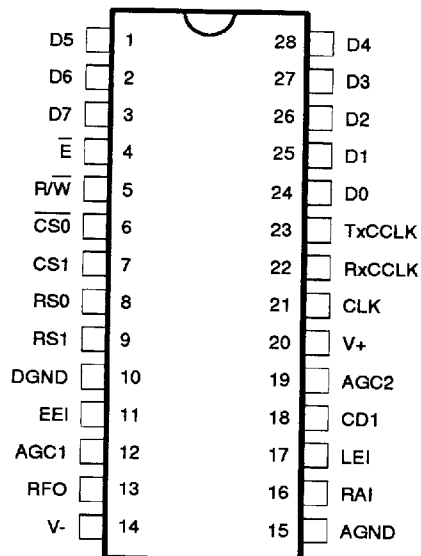 D5 1 28 D4
D6 2 27 D3
D7 3 26 D2
E̅ 4 25 D1
R/W̅ 5 24 D0
C̅S̅0̅ 6 23 TxCCLK
CS1 7 22 RxCCLK
RS0 8 21 CLK
RS1 9 20 V+
DGND 10 19 AGC2
EEI 11 18 CD1
AGC1 12 17 LEI
RFO 13 16 RAI
V- 14 15 AGND